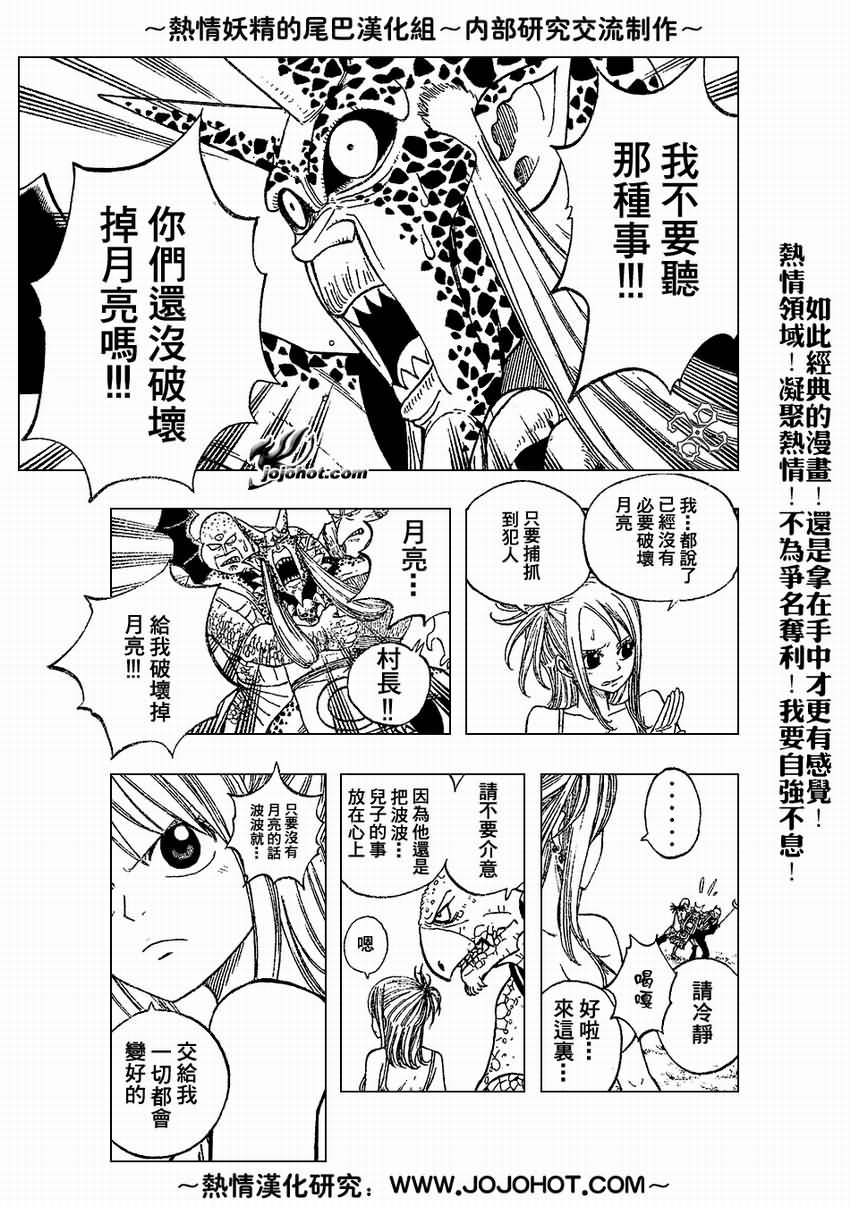 ～熱情妖精的尾巴漢化組～内部研究交流制作～
我不要聽
那種事!!!
你們還沒破壞
掉月亮嗎!!!
jojohot.com
我…都說了
已經沒有
必要破壞
月亮
只要捕抓
到犯人
月亮…
村長!!
給我破壞掉
月亮!!!
……
請冷靜
喝嘎
好啦…
來這裏…
請不要介意
因為他還是
把波波…
兒子的事
放在心上
嗯
只要沒有
月亮的話
波波就…
交給我
一切都會
變好的
如此經典的漫畫！還是拿在手中才更有感覺！
熱情領域！凝聚熱情！不為爭名奪利！我要自強不息！
～熱情漢化研究：WWW.JOJOHOT.COM～